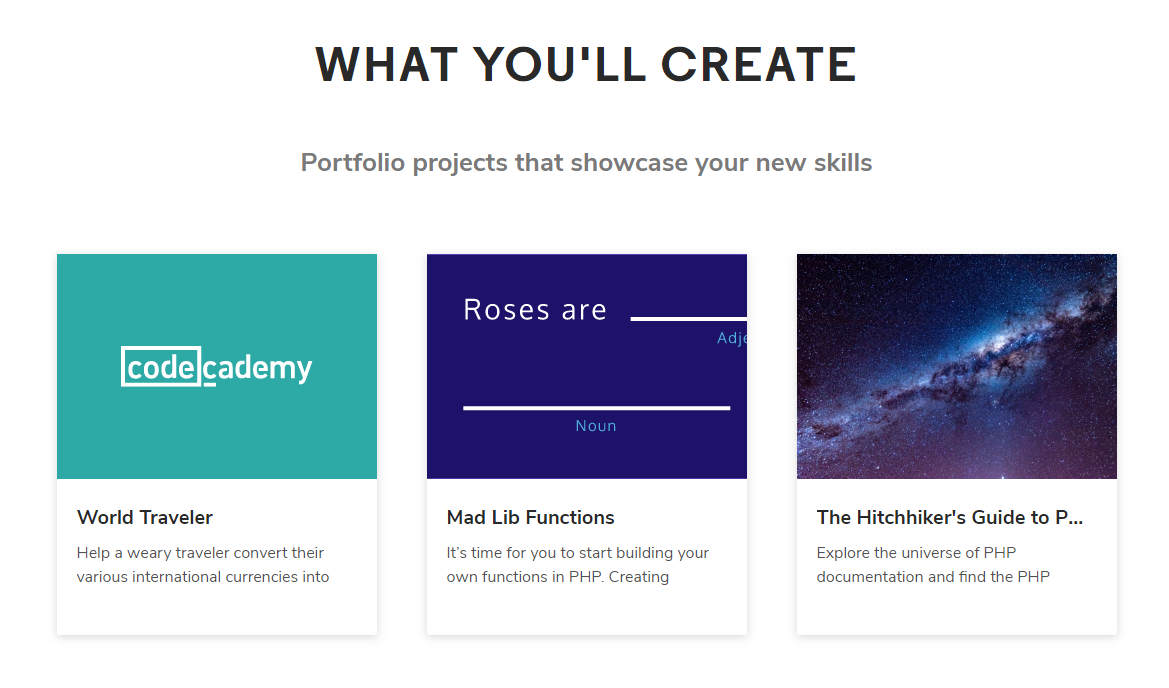 WHAT YOU'LL CREATE
Portfolio projects that showcase your new skills
codecademy
Roses are
Adje
Noun
World Traveler
Help a weary traveler convert their
various international currencies into
Mad Lib Functions
It’s time for you to start building your
own functions in PHP. Creating
The Hitchhiker's Guide to P...
Explore the universe of PHP
documentation and find the PHP